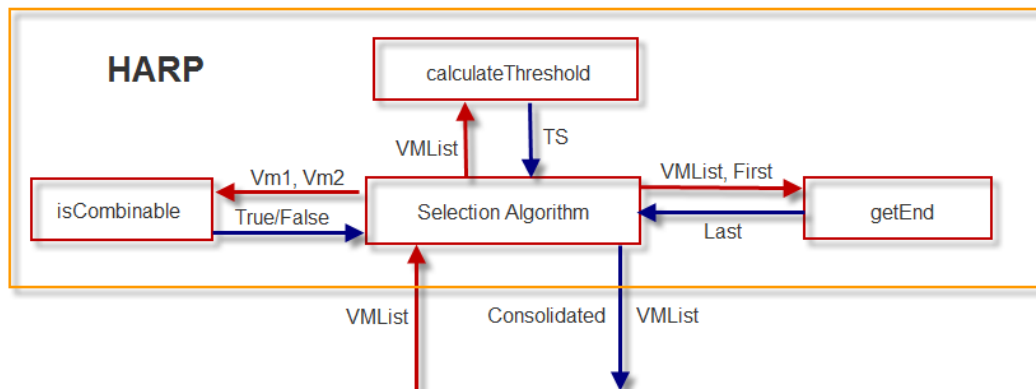 HARP
calculateThreshold
VMList
TS
Vm1, Vm2
VMList, First
isCombinable
True/False
Selection Algorithm
getEnd
Last
VMList
Consolidated VMList